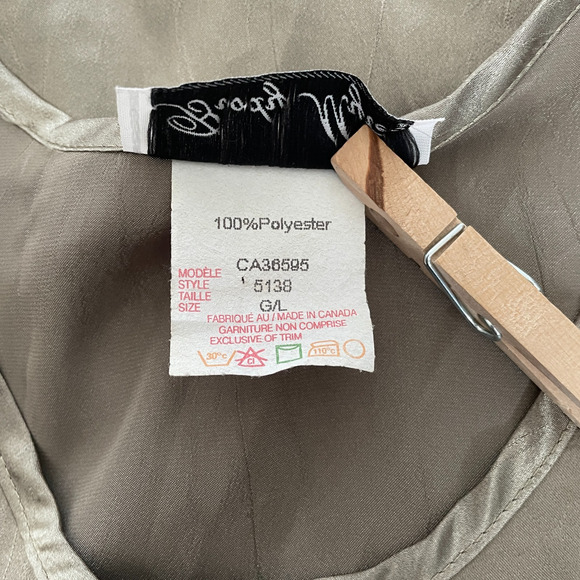 100%Polyester
MODÈLE CA36595
STYLE 5138
TAILLE
SIZE G/L
FABRIQUÉ AU / MADE IN CANADA
GARNITURE NON COMPRISE
EXCLUSIVE OF TRIM
30°C Cl 110°C